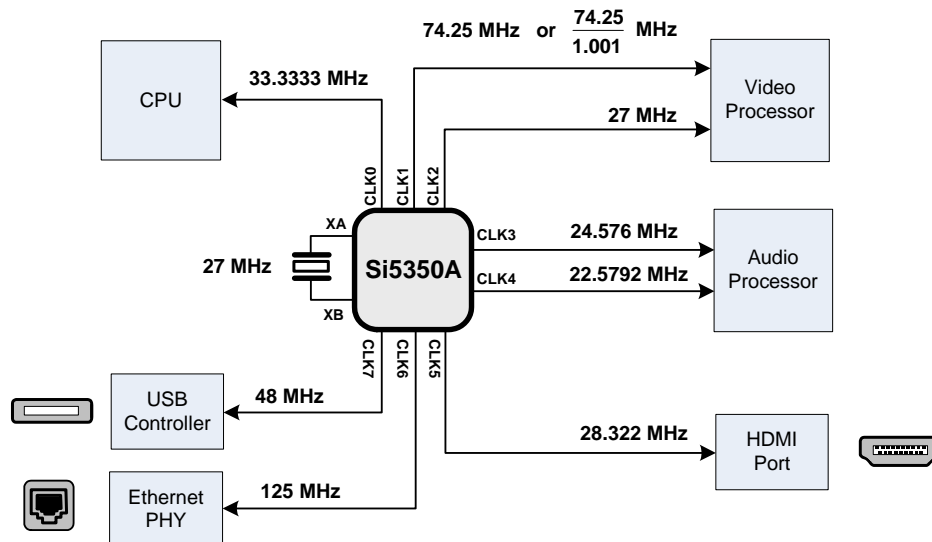 74.25 MHz or 74.25 MHz
1.001
33.3333 MHz
CPU
Video
Processor
27 MHz
CLK0
CLK1
CLK2
XA
CLK3
24.576 MHz
27 MHz
Si5350A
Audio
Processor
CLK4
22.5792 MHz
XB
CLK7
CLK6
CLK5
USB
Controller
48 MHz
28.322 MHz
HDMI
Port
125 MHz
Ethernet
PHY